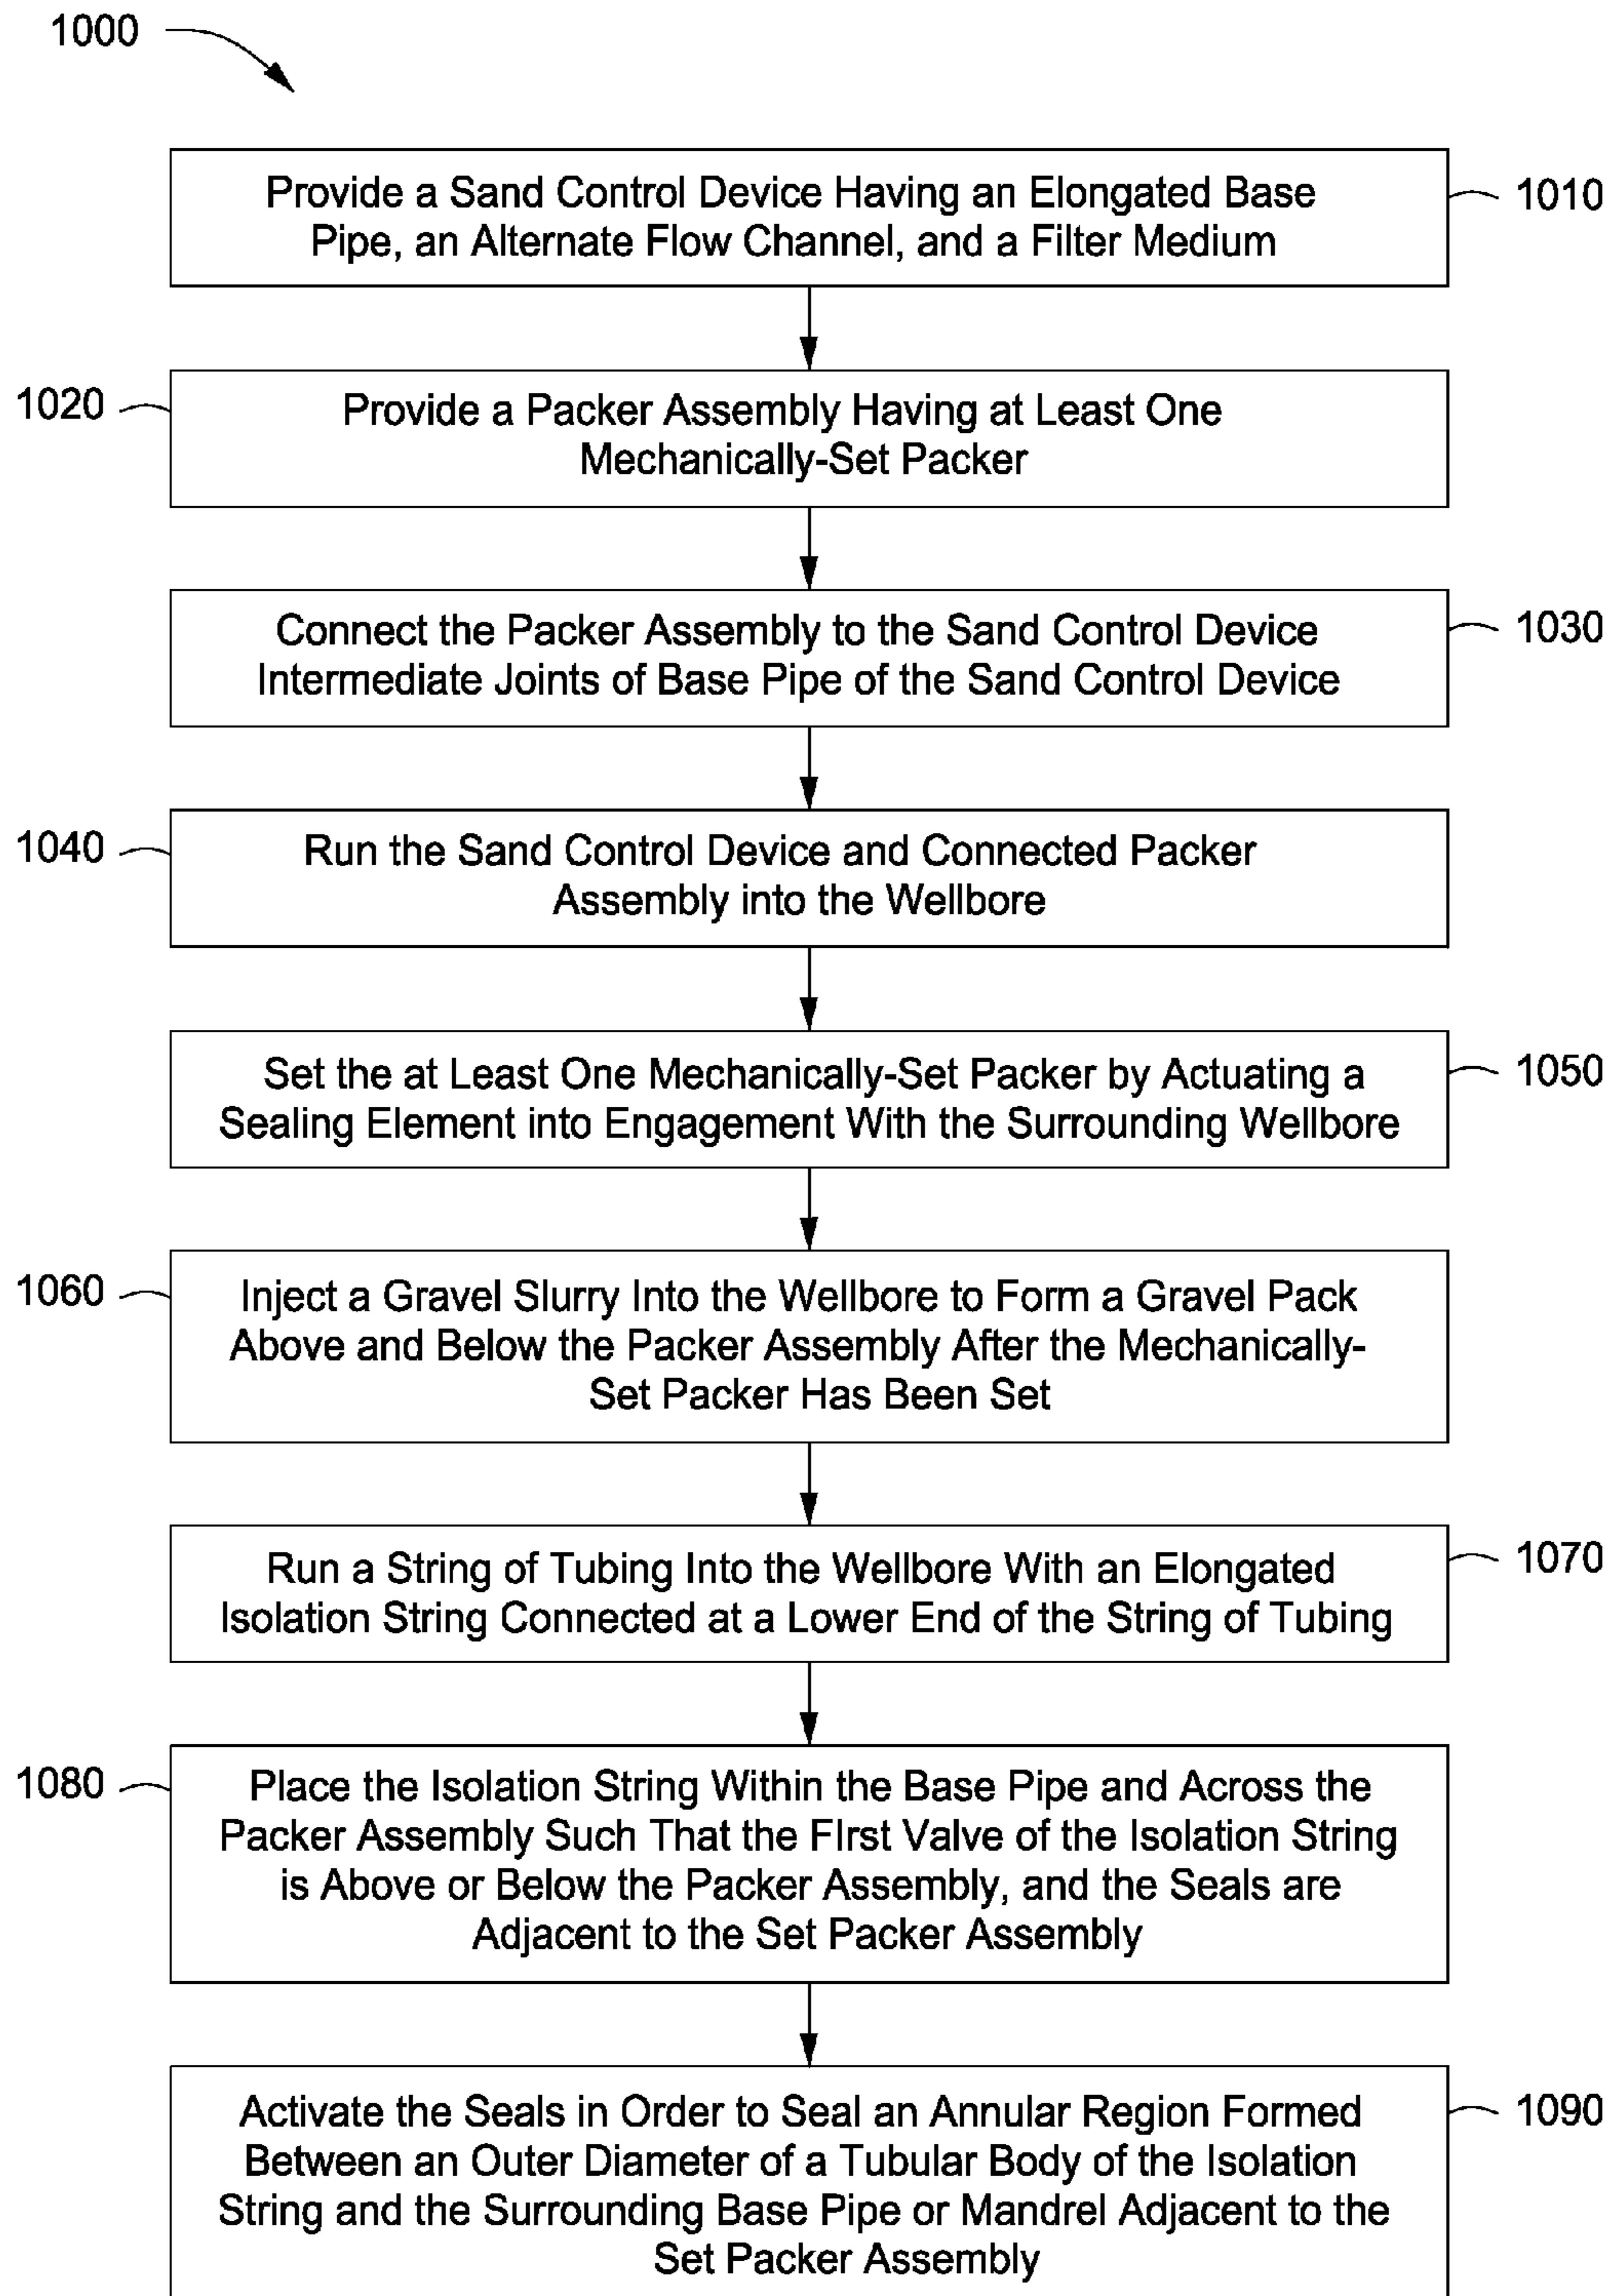 1000
Provide a Sand Control Device Having an Elongated Base
Pipe, an Alternate Flow Channel, and a Filter Medium
1010
1020
Provide a Packer Assembly Having at Least One
Mechanically-Set Packer
Connect the Packer Assembly to the Sand Control Device
Intermediate Joints of Base Pipe of the Sand Control Device
1030
1040
Run the Sand Control Device and Connected Packer
Assembly into the Wellbore
Set the at Least One Mechanically-Set Packer by Actuating a
Sealing Element into Engagement With the Surrounding Wellbore
1050
1060
Inject a Gravel Slurry Into the Wellbore to Form a Gravel Pack
Above and Below the Packer Assembly After the Mechanically-
Set Packer Has Been Set
Run a String of Tubing Into the Wellbore With an Elongated
Isolation String Connected at a Lower End of the String of Tubing
1070
1080
Place the Isolation String Within the Base Pipe and Across the
Packer Assembly Such That the FIrst Valve of the Isolation String
is Above or Below the Packer Assembly, and the Seals are
Adjacent to the Set Packer Assembly
Activate the Seals in Order to Seal an Annular Region Formed
Between an Outer Diameter of a Tubular Body of the Isolation
String and the Surrounding Base Pipe or Mandrel Adjacent to the
Set Packer Assembly
1090